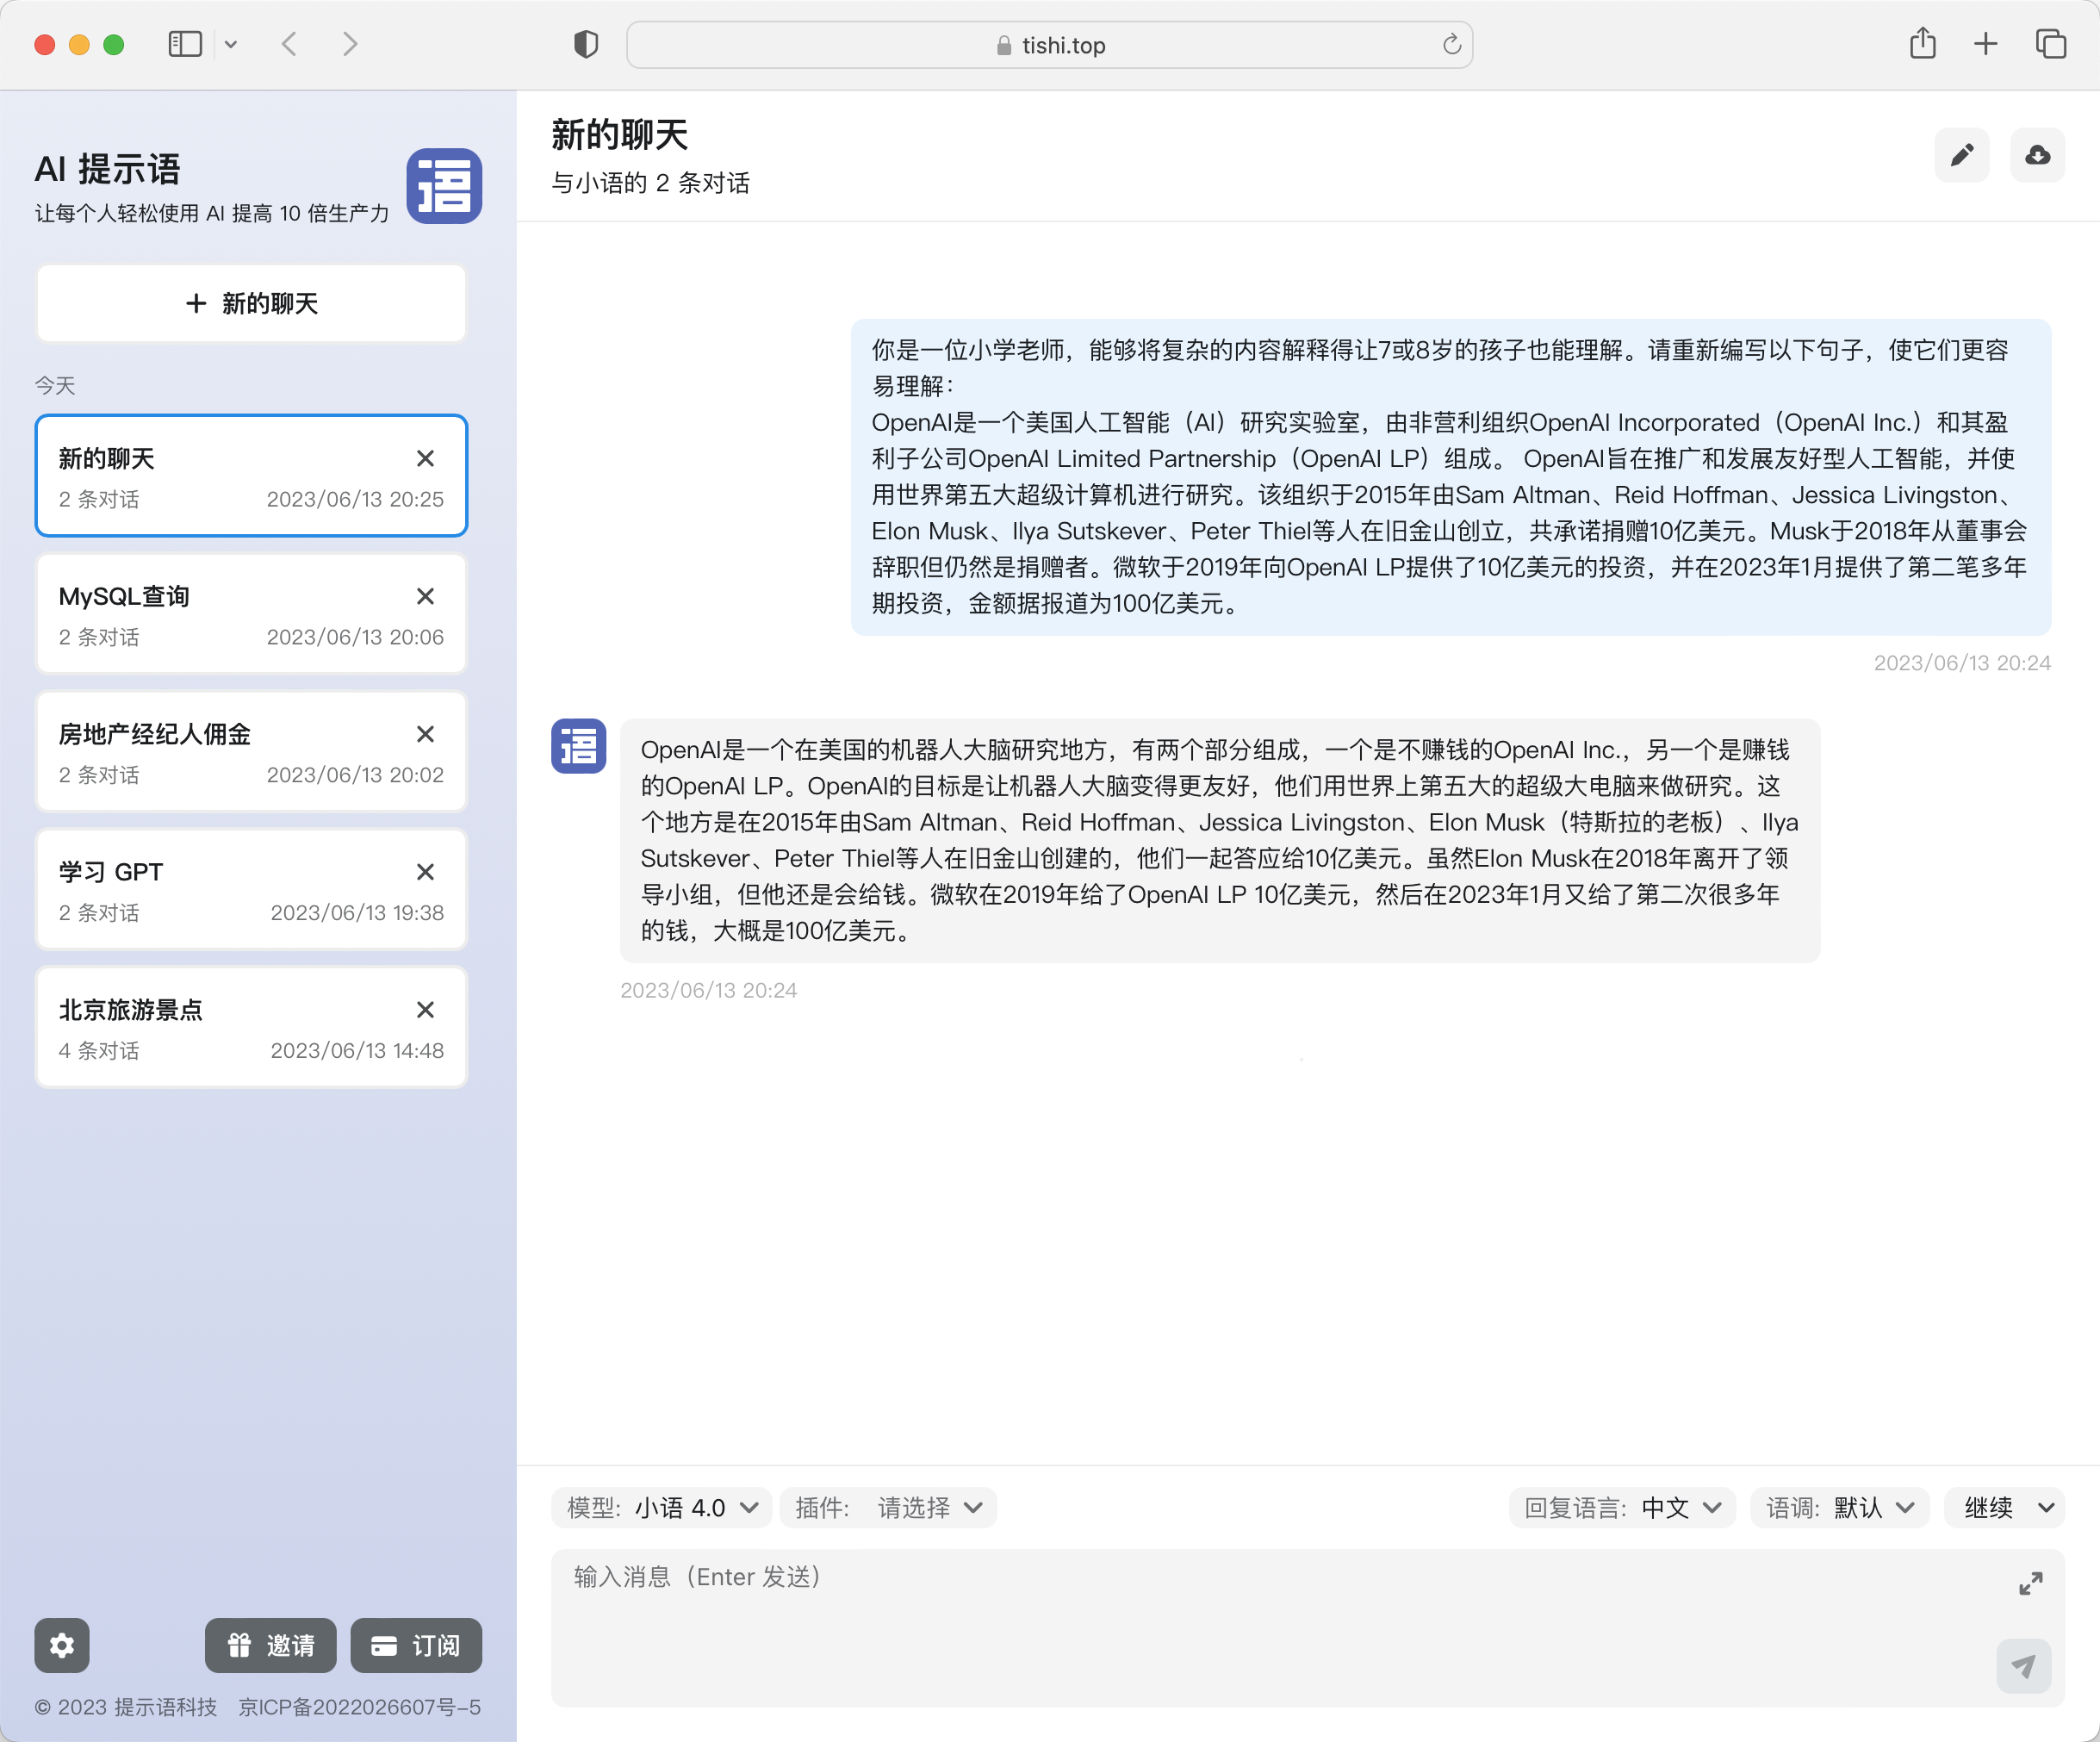 tishi.top
AI 提示语
让每个人轻松使用 AI 提高 10 倍生产力
语
新的聊天
今天
新的聊天
2 条对话 2023/06/13 20:25
MySQL查询
2 条对话 2023/06/13 20:06
房地产经纪人佣金
2 条对话 2023/06/13 20:02
学习 GPT
2 条对话 2023/06/13 19:38
北京旅游景点
4 条对话 2023/06/13 14:48
邀请 订阅
© 2023 提示语科技 京ICP备2022026607号-5
新的聊天
与小语的 2 条对话
你是一位小学老师，能够将复杂的内容解释得让7或8岁的孩子也能理解。请重新编写以下句子，使它们更容
易理解：
OpenAI是一个美国人工智能（AI）研究实验室，由非营利组织OpenAI Incorporated（OpenAI Inc.）和其盈
利子公司OpenAI Limited Partnership（OpenAI LP）组成。 OpenAI旨在推广和发展友好型人工智能，并使
用世界第五大超级计算机进行研究。该组织于2015年由Sam Altman、Reid Hoffman、Jessica Livingston、
Elon Musk、Ilya Sutskever、Peter Thiel等人在旧金山创立，共承诺捐赠10亿美元。Musk于2018年从董事会
辞职但仍然是捐赠者。微软于2019年向OpenAI LP提供了10亿美元的投资，并在2023年1月提供了第二笔多年
期投资，金额据报道为100亿美元。
2023/06/13 20:24
语
OpenAI是一个在美国的机器人大脑研究地方，有两个部分组成，一个是不赚钱的OpenAI Inc.，另一个是赚钱
的OpenAI LP。OpenAI的目标是让机器人大脑变得更友好，他们用世界上第五大的超级大电脑来做研究。这
个地方是在2015年由Sam Altman、Reid Hoffman、Jessica Livingston、Elon Musk（特斯拉的老板）、Ilya
Sutskever、Peter Thiel等人在旧金山创建的，他们一起答应给10亿美元。虽然Elon Musk在2018年离开了领
导小组，但他还是会给钱。微软在2019年给了OpenAI LP 10亿美元，然后在2023年1月又给了第二次很多年
的钱，大概是100亿美元。
2023/06/13 20:24
模型: 小语 4.0 插件: 请选择 回复语言: 中文 语调: 默认 继续
输入消息（Enter 发送）